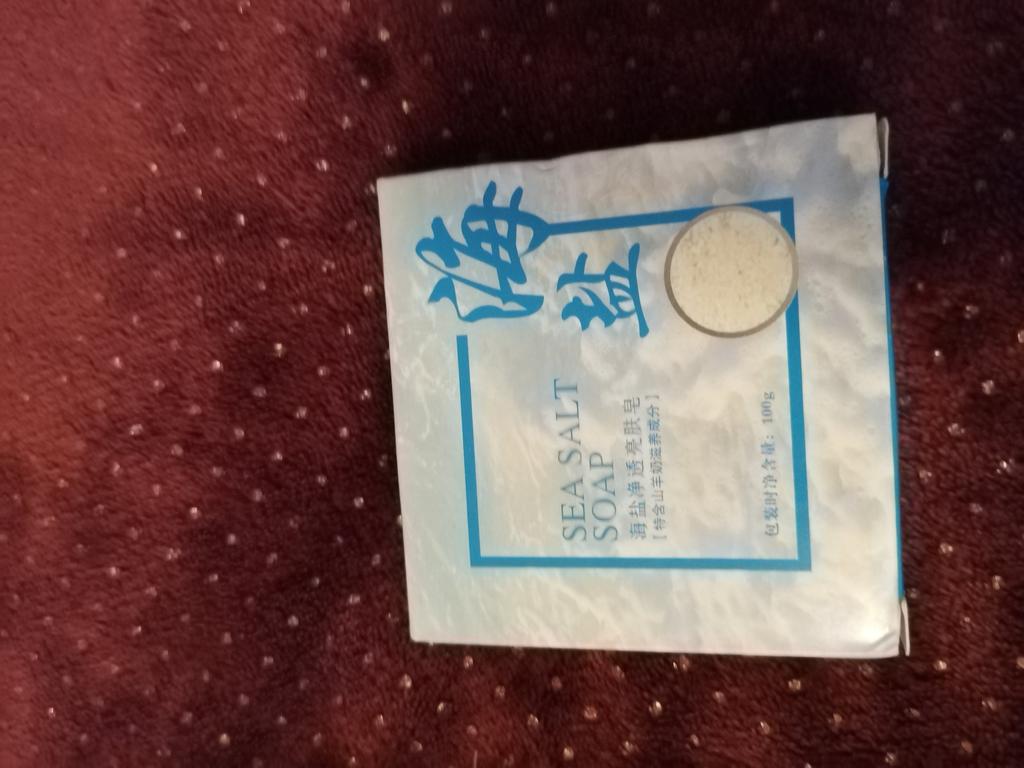 海盐
SEA SALT
SOAP
海盐净透亮肤皂
[特含山羊奶滋养成分]
包装时净含量：100g